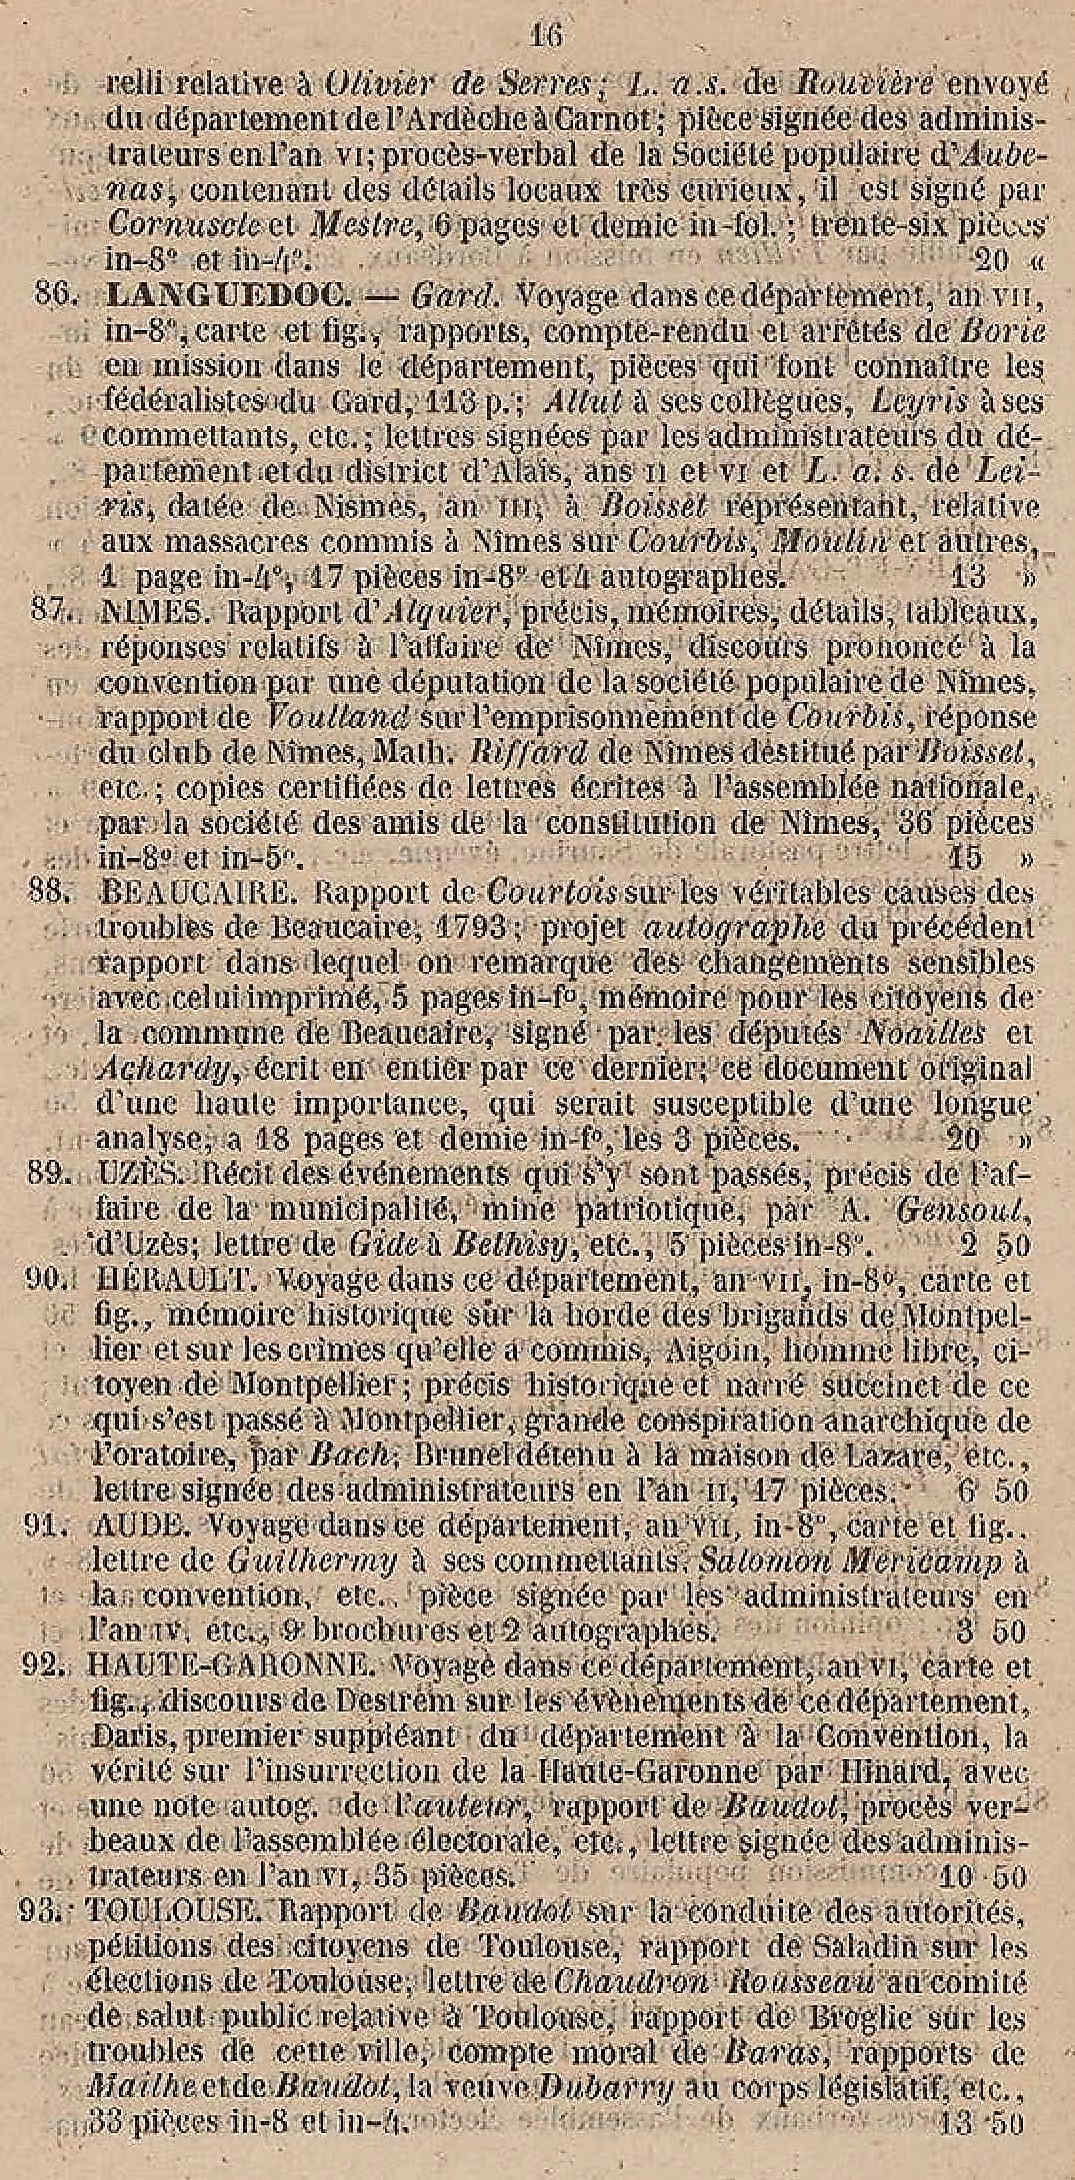 16
relli relative à Olivier de Serres; L. a.s. de Rouvière envoyé
du département de l'Ardèche à Carnot; pièce signée des adminis-
trateurs en l'an VI; procès-verbal de la Société populaire d'Aube-
nas, contenant des détails locaux très curieux, il est signé par
Cornuscle et Mestre, 6 pages et demie in-fol.; trente-six pièces
in-8° et in-4°. 20 «
86. LANGUEDOC. — Gard. Voyage dans ce département, an VII,
in-8°, carte et fig., rapports, compte-rendu et arrêtés de Borie
en mission dans le département, pièces qui font connaître les
fédéralistes du Gard, 113 p.; Allut à ses collègues, Leyris à ses
commettants, etc.; lettres signées par les administrateurs du dé-
partement et du district d'Alais, ans II et VI et L. a. s. de Lei-
ris, datée de Nismes, an III, à Boisset représentant, relative
aux massacres commis à Nîmes sur Courbis, Moulin et autres,
1 page in-4°, 17 pièces in-8° et 4 autographes. 13 »
87. NIMES. Rapport d'Alquier, précis, mémoires, détails, tableaux,
réponses relatifs à l'affaire de Nîmes, discours prononcé à la
convention par une députation de la société populaire de Nîmes,
rapport de Voulland sur l'emprisonnement de Courbis, réponse
du club de Nîmes, Math. Riffard de Nîmes destitué par Boisset,
etc.; copies certifiées de lettres écrites à l'assemblée nationale,
par la société des amis de la constitution de Nîmes, 36 pièces
in-8° et in-5°. 15 »
88. BEAUCAIRE. Rapport de Courtois sur les véritables causes des
troubles de Beaucaire, 1793; projet autographe du précédent
rapport dans lequel on remarque des changements sensibles
avec celui imprimé, 5 pages in-f°, mémoire pour les citoyens de
la commune de Beaucaire, signé par les députés Noailles et
Achardy, écrit en entier par ce dernier; ce document original
d'une haute importance, qui serait susceptible d'une longue
analyse, a 18 pages et demie in-f°, les 3 pièces. 20 »
89. UZÈS. Récit des événements qui s'y sont passés, précis de l'af-
faire de la municipalité, mine patriotique, par A. Gensoul,
d'Uzès; lettre de Gide à Bethisy, etc., 5 pièces in-8°. 2 50
90. HÉRAULT. Voyage dans ce département, an VII, in-8°, carte et
fig., mémoire historique sur la horde des brigands de Montpel-
lier et sur les crimes qu'elle a commis, Aigoin, homme libre, ci-
toyen de Montpellier; précis historique et narré succinct de ce
qui s'est passé à Montpellier, grande conspiration anarchique de
l'oratoire, par Bach; Brunel détenu à la maison de Lazare, etc.,
lettre signée des administrateurs en l'an II, 17 pièces. 6 50
91. AUDE. Voyage dans ce département, an VII, in-8°, carte et fig..
lettre de Guilhermy à ses commettants, Salomon Mericamp à
la convention, etc., pièce signée par les administrateurs en
l'an IV, etc., 9 brochures et 2 autographes. 3 50
92. HAUTE-GARONNE. Voyage dans ce département, an VI, carte et
fig., discours de Destrem sur les évènements de ce département,
Daris, premier suppléant du département à la Convention, la
vérité sur l'insurrection de la Haute-Garonne par Hinard, avec
une note autog. de l'auteur, rapport de Baudot, procès ver-
beaux de l'assemblée électorale, etc., lettre signée des adminis-
trateurs en l'an VI, 35 pièces. 10 50
93. TOULOUSE. Rapport de Baudot sur la conduite des autorités,
pétitions des citoyens de Toulouse, rapport de Saladin sur les
élections de Toulouse, lettre de Chaudron Rousseau au comité
de salut public relative à Toulouse, rapport de Broglie sur les
troubles de cette ville, compte moral de Baras, rapports de
Mailhe et de Baudot, la veuve Dubarry au corps législatif, etc.,
33 pièces in-8 et in-4. 13 50